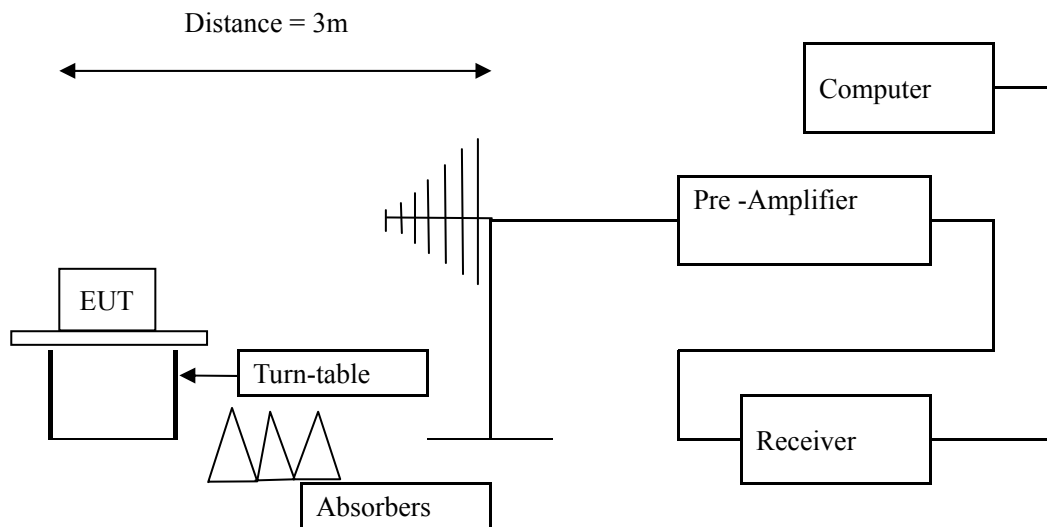 Distance = 3m
Computer
Pre -Amplifier
EUT
Turn-table
Receiver
Absorbers